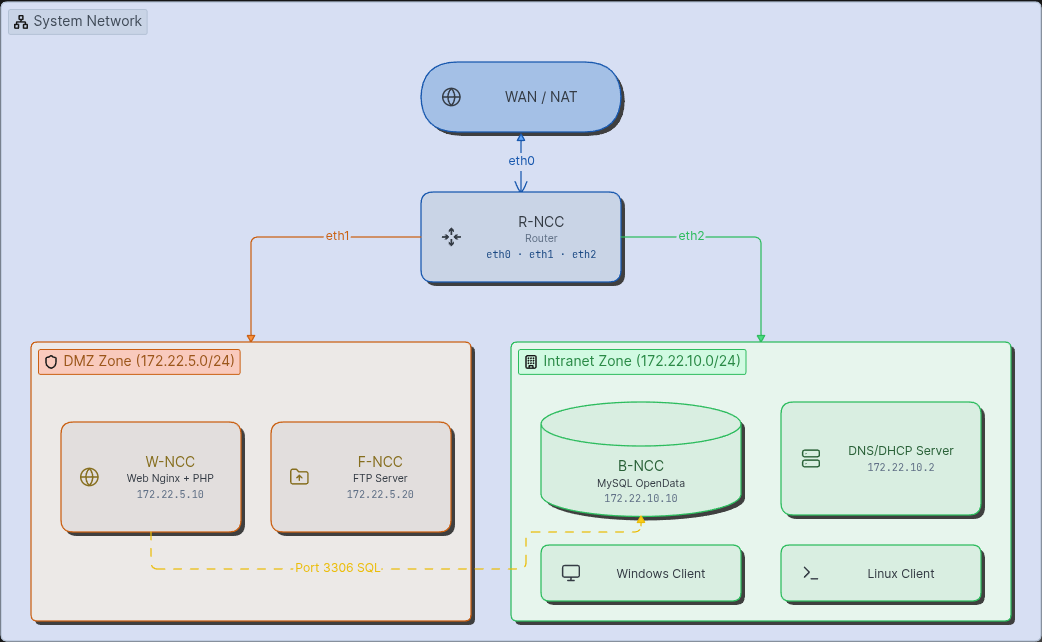 System Network
WAN / NAT
eth0
R-NCC
Router
eth0 · eth1 · eth2
eth1
eth2
DMZ Zone (172.22.5.0/24)
W-NCC
Web Nginx + PHP
172.22.5.10
F-NCC
FTP Server
172.22.5.20
Port 3306 SQL
Intranet Zone (172.22.10.0/24)
B-NCC
MySQL OpenData
172.22.10.10
DNS/DHCP Server
172.22.10.2
Windows Client
Linux Client